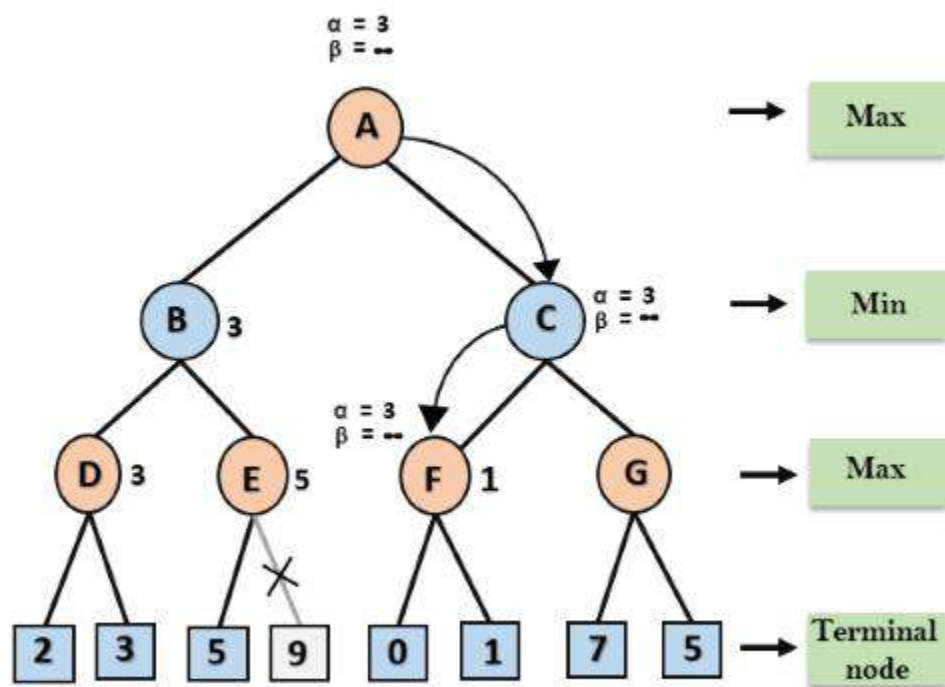 α = 3
β = ∞
A
Max
B
3
C
α = 3
β = ∞
Min
α = 3
β = ∞
D
3
E
5
F
1
G
Max
2
3
5
9
0
1
7
5
Terminal
node